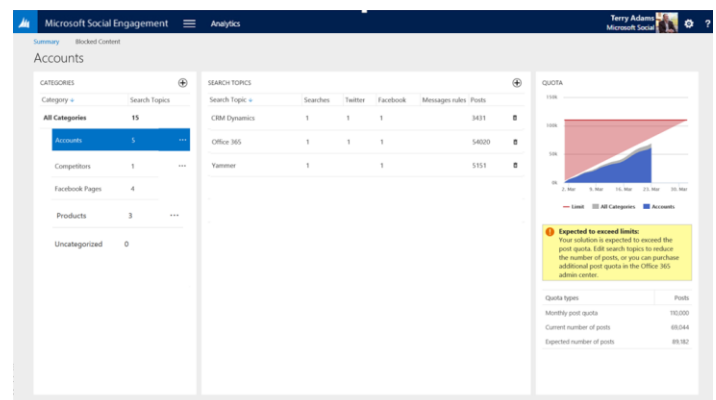 Microsoft Social Engagement
Analytics
Terry Adams
Microsoft Social
?
Summary Blocked Content
Accounts
CATEGORIES
Category Search Topics
All Categories 15
Accounts 5 ...
Competitors 1 ...
Facebook Pages 4
Products 3 ...
Uncategorized 0
SEARCH TOPICS
Search Topic Searches Twitter Facebook Messages rules Posts
CRM Dynamics 1 1 1 3431
Office 365 1 1 1 54020
Yammer 1 1 5151
QUOTA
150k
100k
50k
0k
2. Mar 9. Mar 16. Mar 23. Mar 30. Mar
Limit All Categories Accounts
Expected to exceed limits:
Your solution is expected to exceed the
post quota. Edit search topics to reduce
the number of posts, or you can purchase
additional post quota in the Office 365
admin center.
Quota types Posts
Monthly post quota 110,000
Current number of posts 69,044
Expected number of posts 89,182